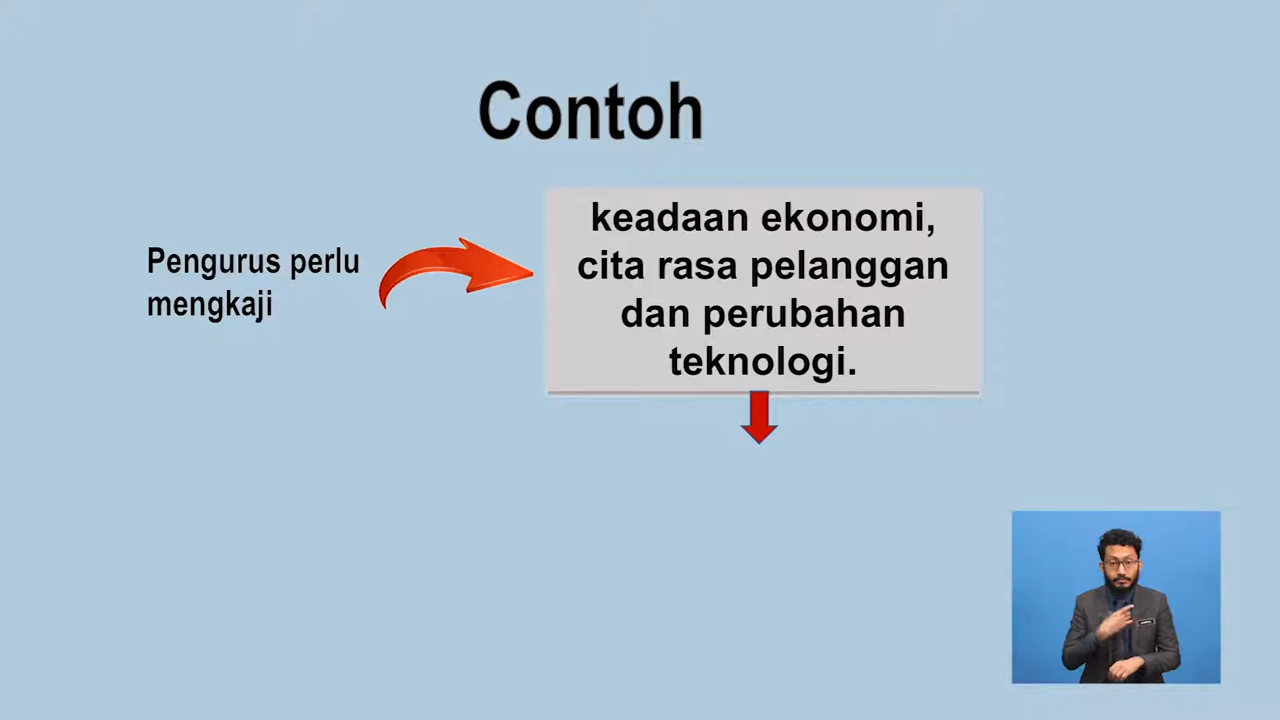 Contoh
Pengurus perlu
mengkaji
keadaan ekonomi,
cita rasa pelanggan
dan perubahan
teknologi.